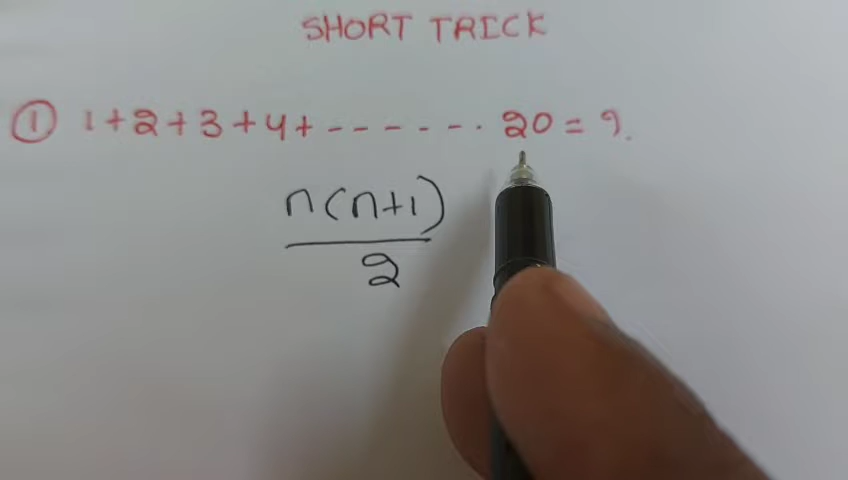 SHORT TRICK
① 1+2+3+4+ - - - - - - · 20 = ?
n(n+1)
2